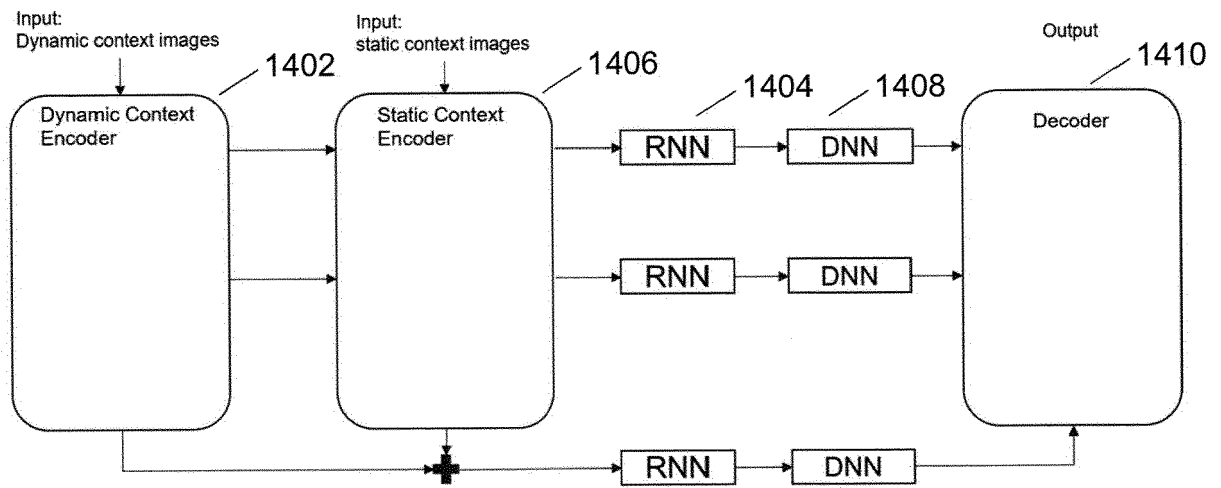 Input:
Dynamic context images
Input:
static context images
Output
1402
1406
1404
1408
1410
Dynamic Context
Encoder
Static Context
Encoder
Decoder
RNN
DNN
RNN
DNN
RNN
DNN